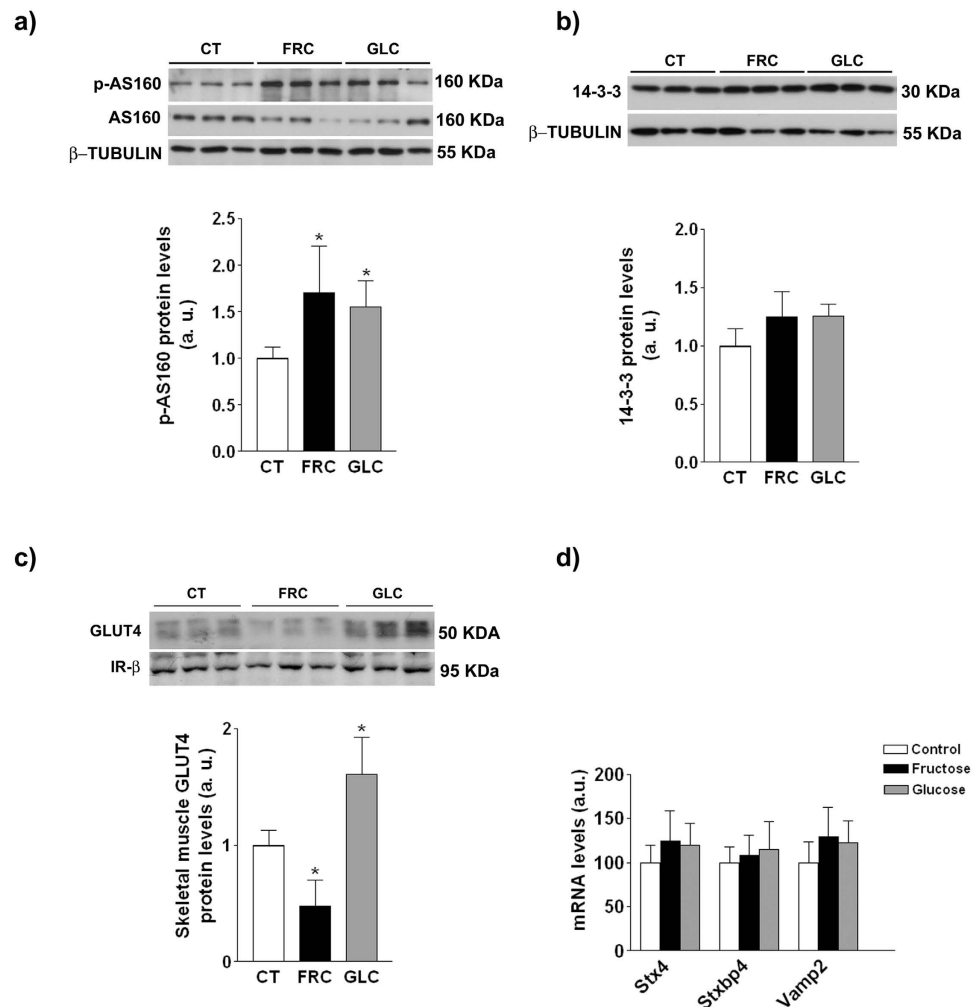 a)
CT FRC GLC
p-AS160 160 KDa
AS160 160 KDa
β–TUBULIN 55 KDa
p-AS160 protein levels
(a. u.)
2.5
2.0
1.5
1.0
0.5
0.0
* *
CT FRC GLC
b)
CT FRC GLC
14-3-3 30 KDa
β–TUBULIN 55 KDa
14-3-3 protein levels
(a. u.)
2.0
1.5
1.0
0.5
0.0
CT FRC GLC
c)
CT FRC GLC
GLUT4 50 KDA
IR-β 95 KDa
Skeletal muscle GLUT4
protein levels (a. u.)
2
1
0
* *
CT FRC GLC
d)
Control
Fructose
Glucose
mRNA levels (a.u.)
200
150
100
50
0
Stx4 Stxbp4 Vamp2